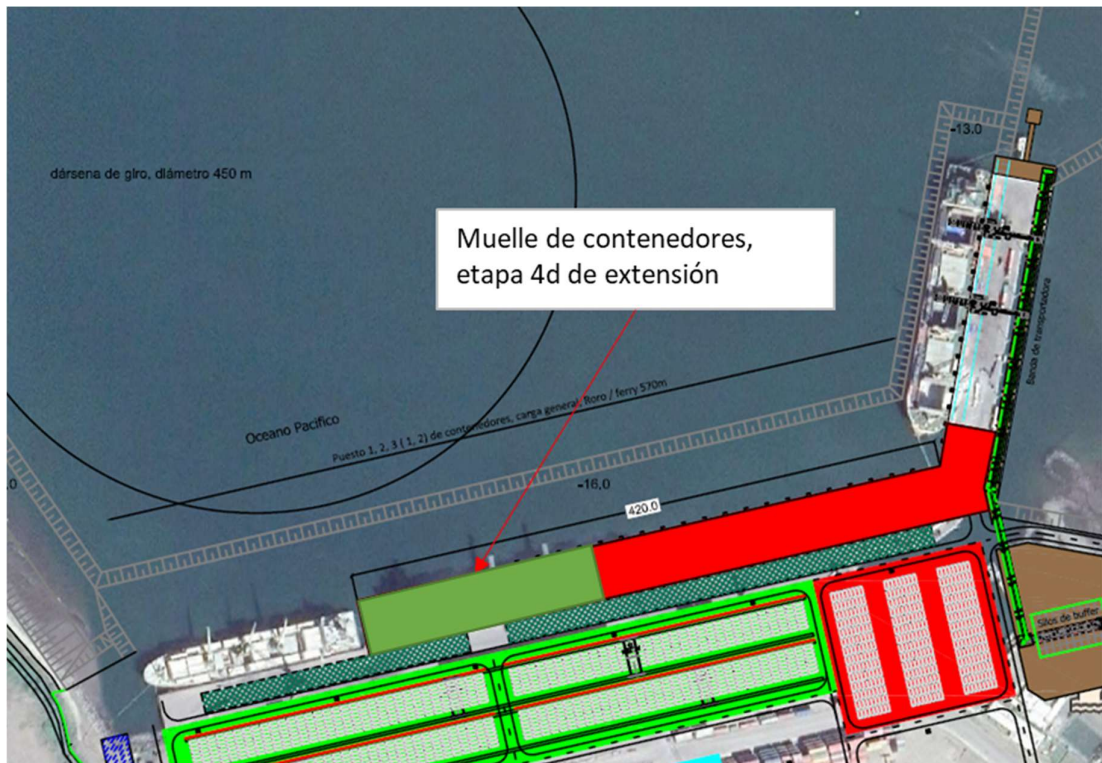 -13.0
dársena de giro, diámetro 450 m
Muelle de contenedores,
etapa 4d de extensión
Banda de transportadora
Oceano Pacifico
Puesto 1, 2, 3 ( 1, 2) de contenedores, carga general, Roro / ferry 570m
.0
-16.0
420.0
Silos de buffer